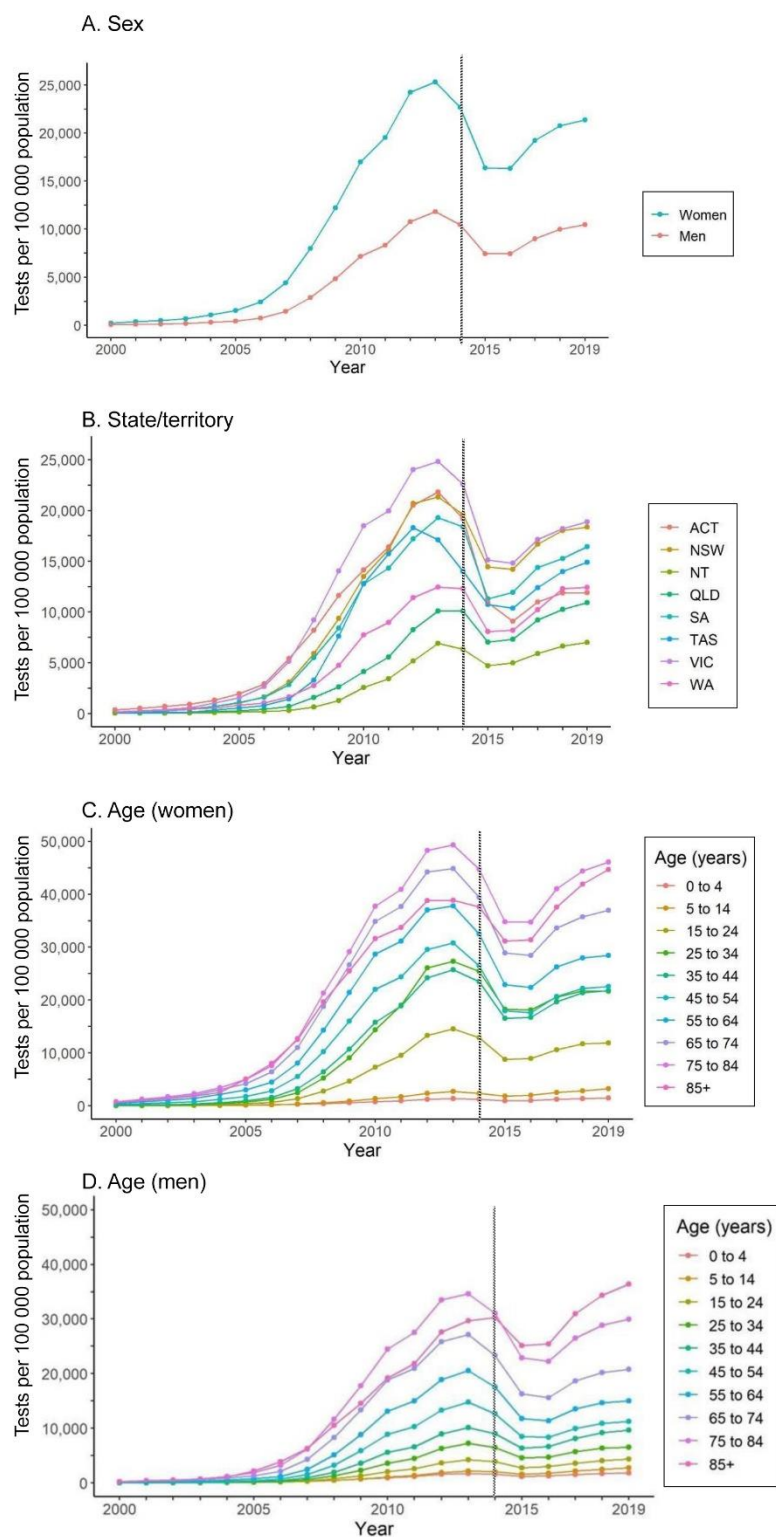 A. Sex
Tests per 100 000 population
25,000
20,000
15,000
10,000
5,000
0
2000
2005
2010
2015
2019
Year
Women
Men
B. State/territory
Tests per 100 000 population
25,000
20,000
15,000
10,000
5,000
0
2000
2005
2010
2015
2019
Year
ACT
NSW
NT
QLD
SA
TAS
VIC
WA
C. Age (women)
Tests per 100 000 population
50,000
40,000
30,000
20,000
10,000
0
2000
2005
2010
2015
2019
Year
Age (years)
0 to 4
5 to 14
15 to 24
25 to 34
35 to 44
45 to 54
55 to 64
65 to 74
75 to 84
85+
D. Age (men)
Tests per 100 000 population
50,000
40,000
30,000
20,000
10,000
0
2000
2005
2010
2015
2019
Year
Age (years)
0 to 4
5 to 14
15 to 24
25 to 34
35 to 44
45 to 54
55 to 64
65 to 74
75 to 84
85+